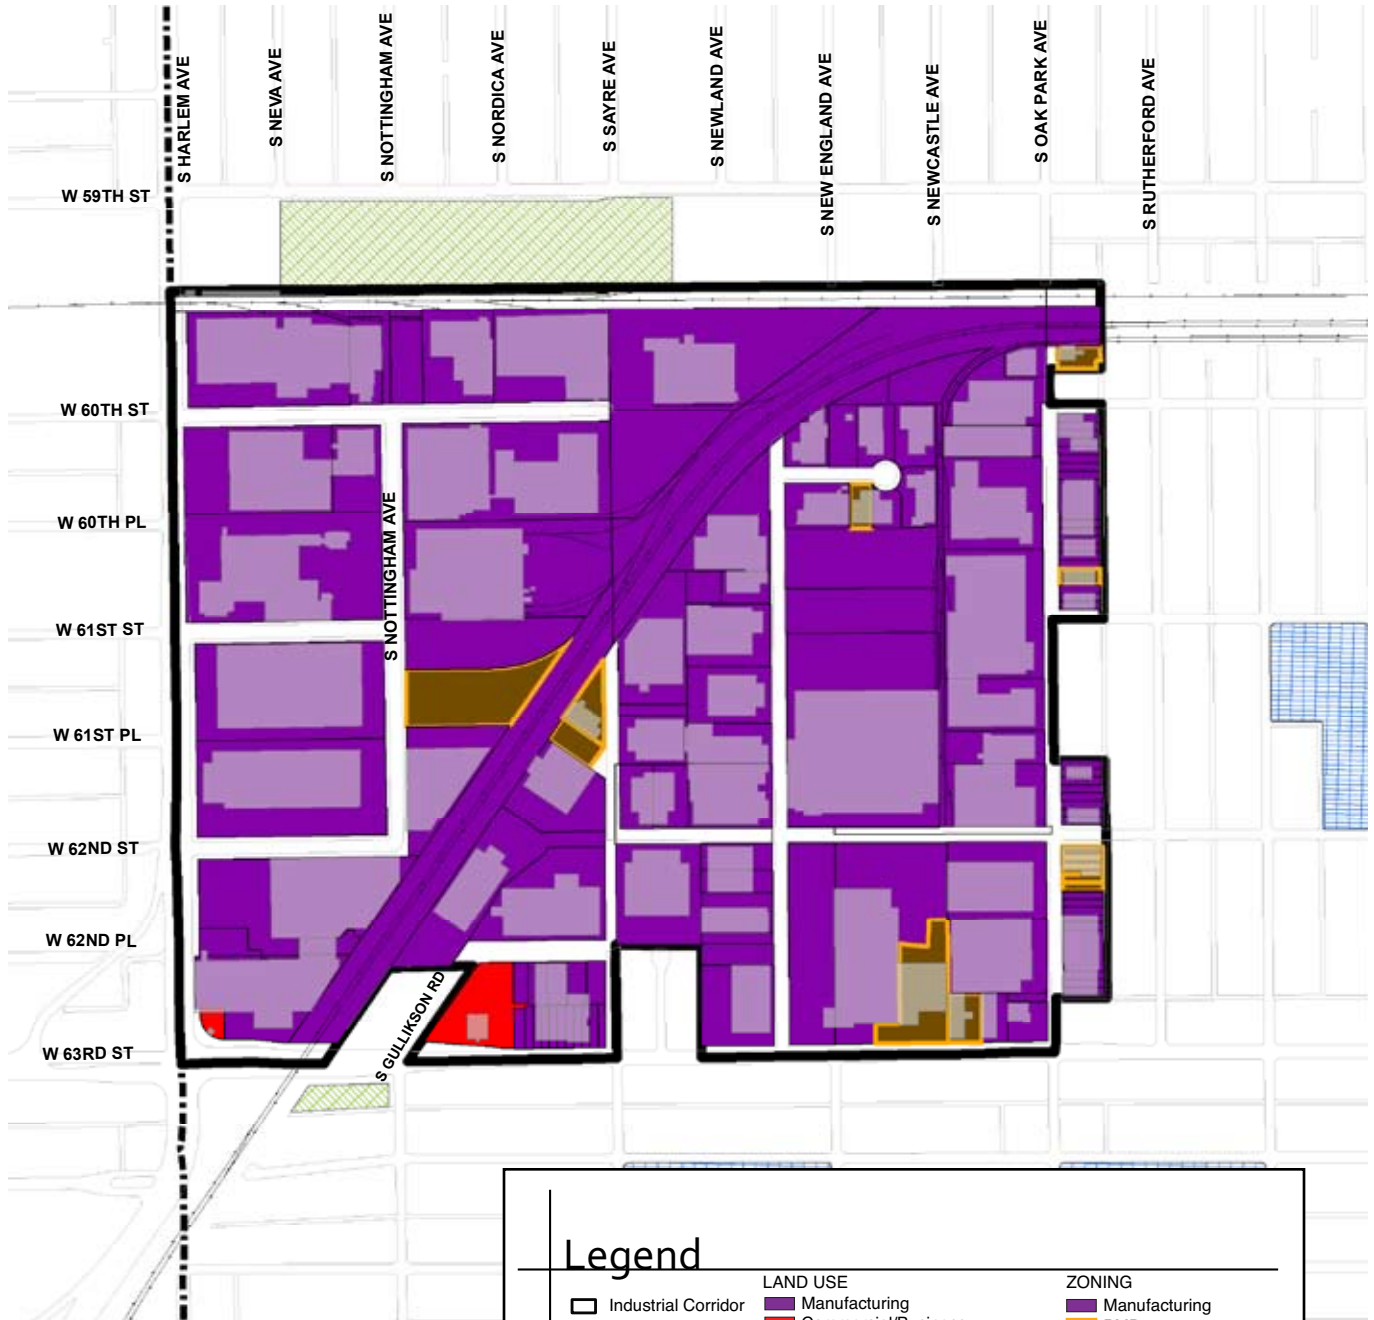 S HARLEM AVE
S NEVA AVE
S NOTTINGHAM AVE
S NORDICA AVE
S SAYRE AVE
S NEWLAND AVE
S NEW ENGLAND AVE
S NEWCASTLE AVE
S OAK PARK AVE
S RUTHERFORD AVE
W 59TH ST
W 60TH ST
W 60TH PL
S NOTTINGHAM AVE
W 61ST ST
W 61ST PL
W 62ND ST
W 62ND PL
S GULLIKSON RD
W 63RD ST
Legend
LAND USE
ZONING
Industrial Corridor
Manufacturing
Manufacturing